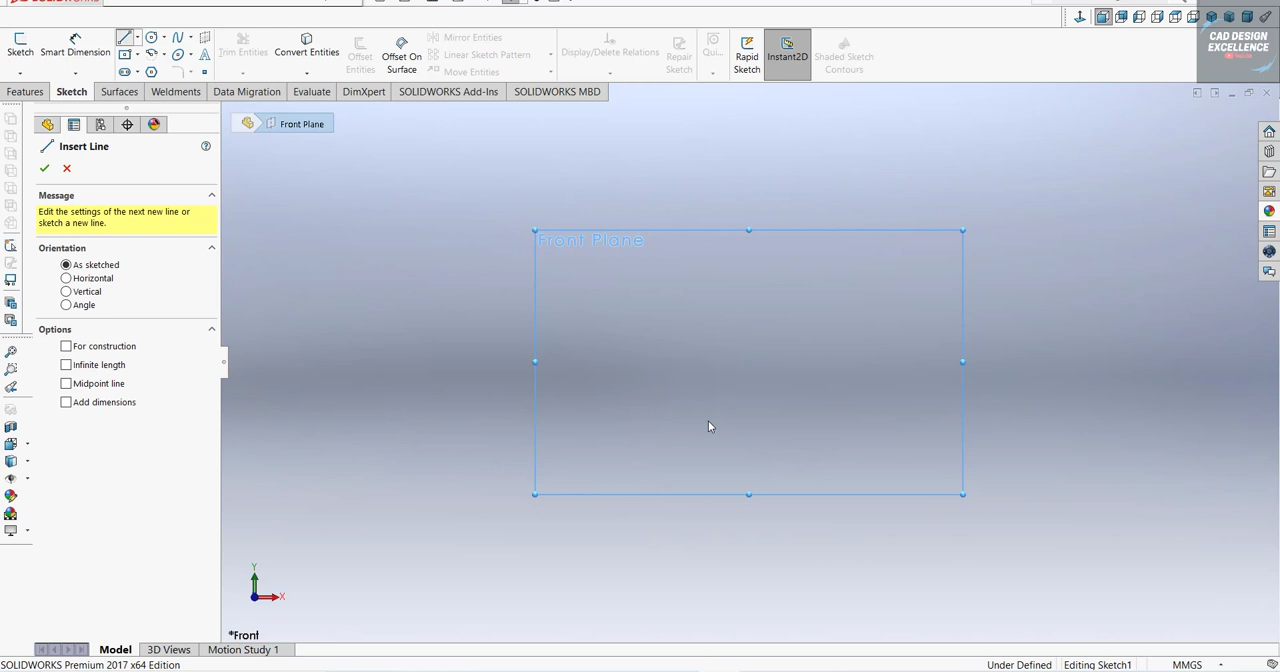 SOLIDWORKS
CAD DESIGN
EXCELLENCE
YouTube
Sketch
Smart Dimension
Trim Entities
Convert Entities
Offset
Entities
Offset On
Surface
Mirror Entities
Linear Sketch Pattern
Move Entities
Display/Delete Relations
Repair
Sketch
Qui...
Rapid
Sketch
Instant2D
Shaded Sketch
Contours
Features
Sketch
Surfaces
Weldments
Data Migration
Evaluate
DimXpert
SOLIDWORKS Add-Ins
SOLIDWORKS MBD
Front Plane
Insert Line
Message
Edit the settings of the next new line or
sketch a new line.
Orientation
As sketched
Horizontal
Vertical
Angle
Options
For construction
Infinite length
Midpoint line
Add dimensions
Front Plane
Y
X
*Front
Model
3D Views
Motion Study 1
SOLIDWORKS Premium 2017 x64 Edition
Under Defined
Editing Sketch1
MMGS